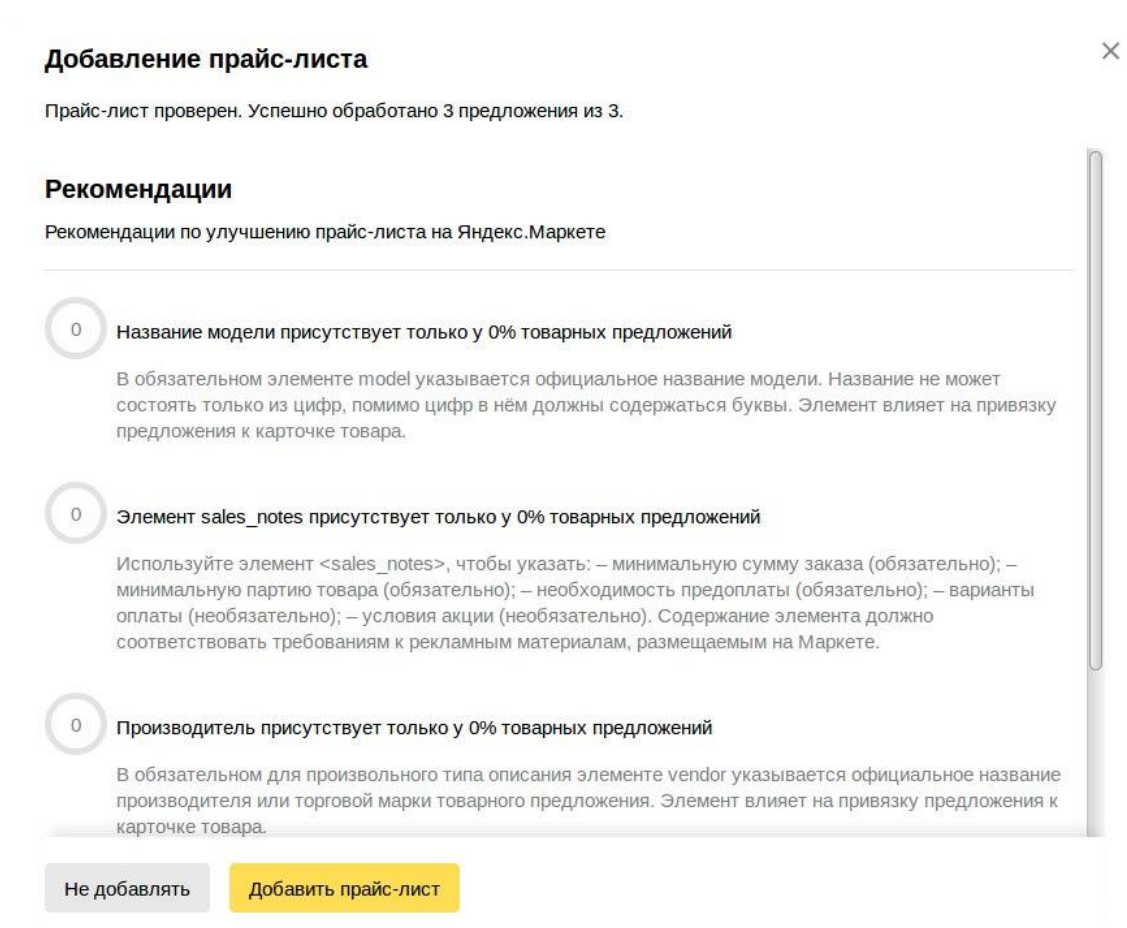 Добавление прайс-листа
Прайс-лист проверен. Успешно обработано 3 предложения из 3.
Рекомендации
Рекомендации по улучшению прайс-листа на Яндекс.Маркете
0
Название модели присутствует только у 0% товарных предложений
В обязательном элементе model указывается официальное название модели. Название не может
состоять только из цифр, помимо цифр в нём должны содержаться буквы. Элемент влияет на привязку
предложения к карточке товара.
0
Элемент sales_notes присутствует только у 0% товарных предложений
Используйте элемент <sales_notes>, чтобы указать: – минимальную сумму заказа (обязательно); –
минимальную партию товара (обязательно); – необходимость предоплаты (обязательно); – варианты
оплаты (необязательно); – условия акции (необязательно). Содержание элемента должно
соответствовать требованиям к рекламным материалам, размещаемым на Маркете.
0
Производитель присутствует только у 0% товарных предложений
В обязательном для произвольного типа описания элементе vendor указывается официальное название
производителя или торговой марки товарного предложения. Элемент влияет на привязку предложения к
карточке товара.
Не добавлять
Добавить прайс-лист